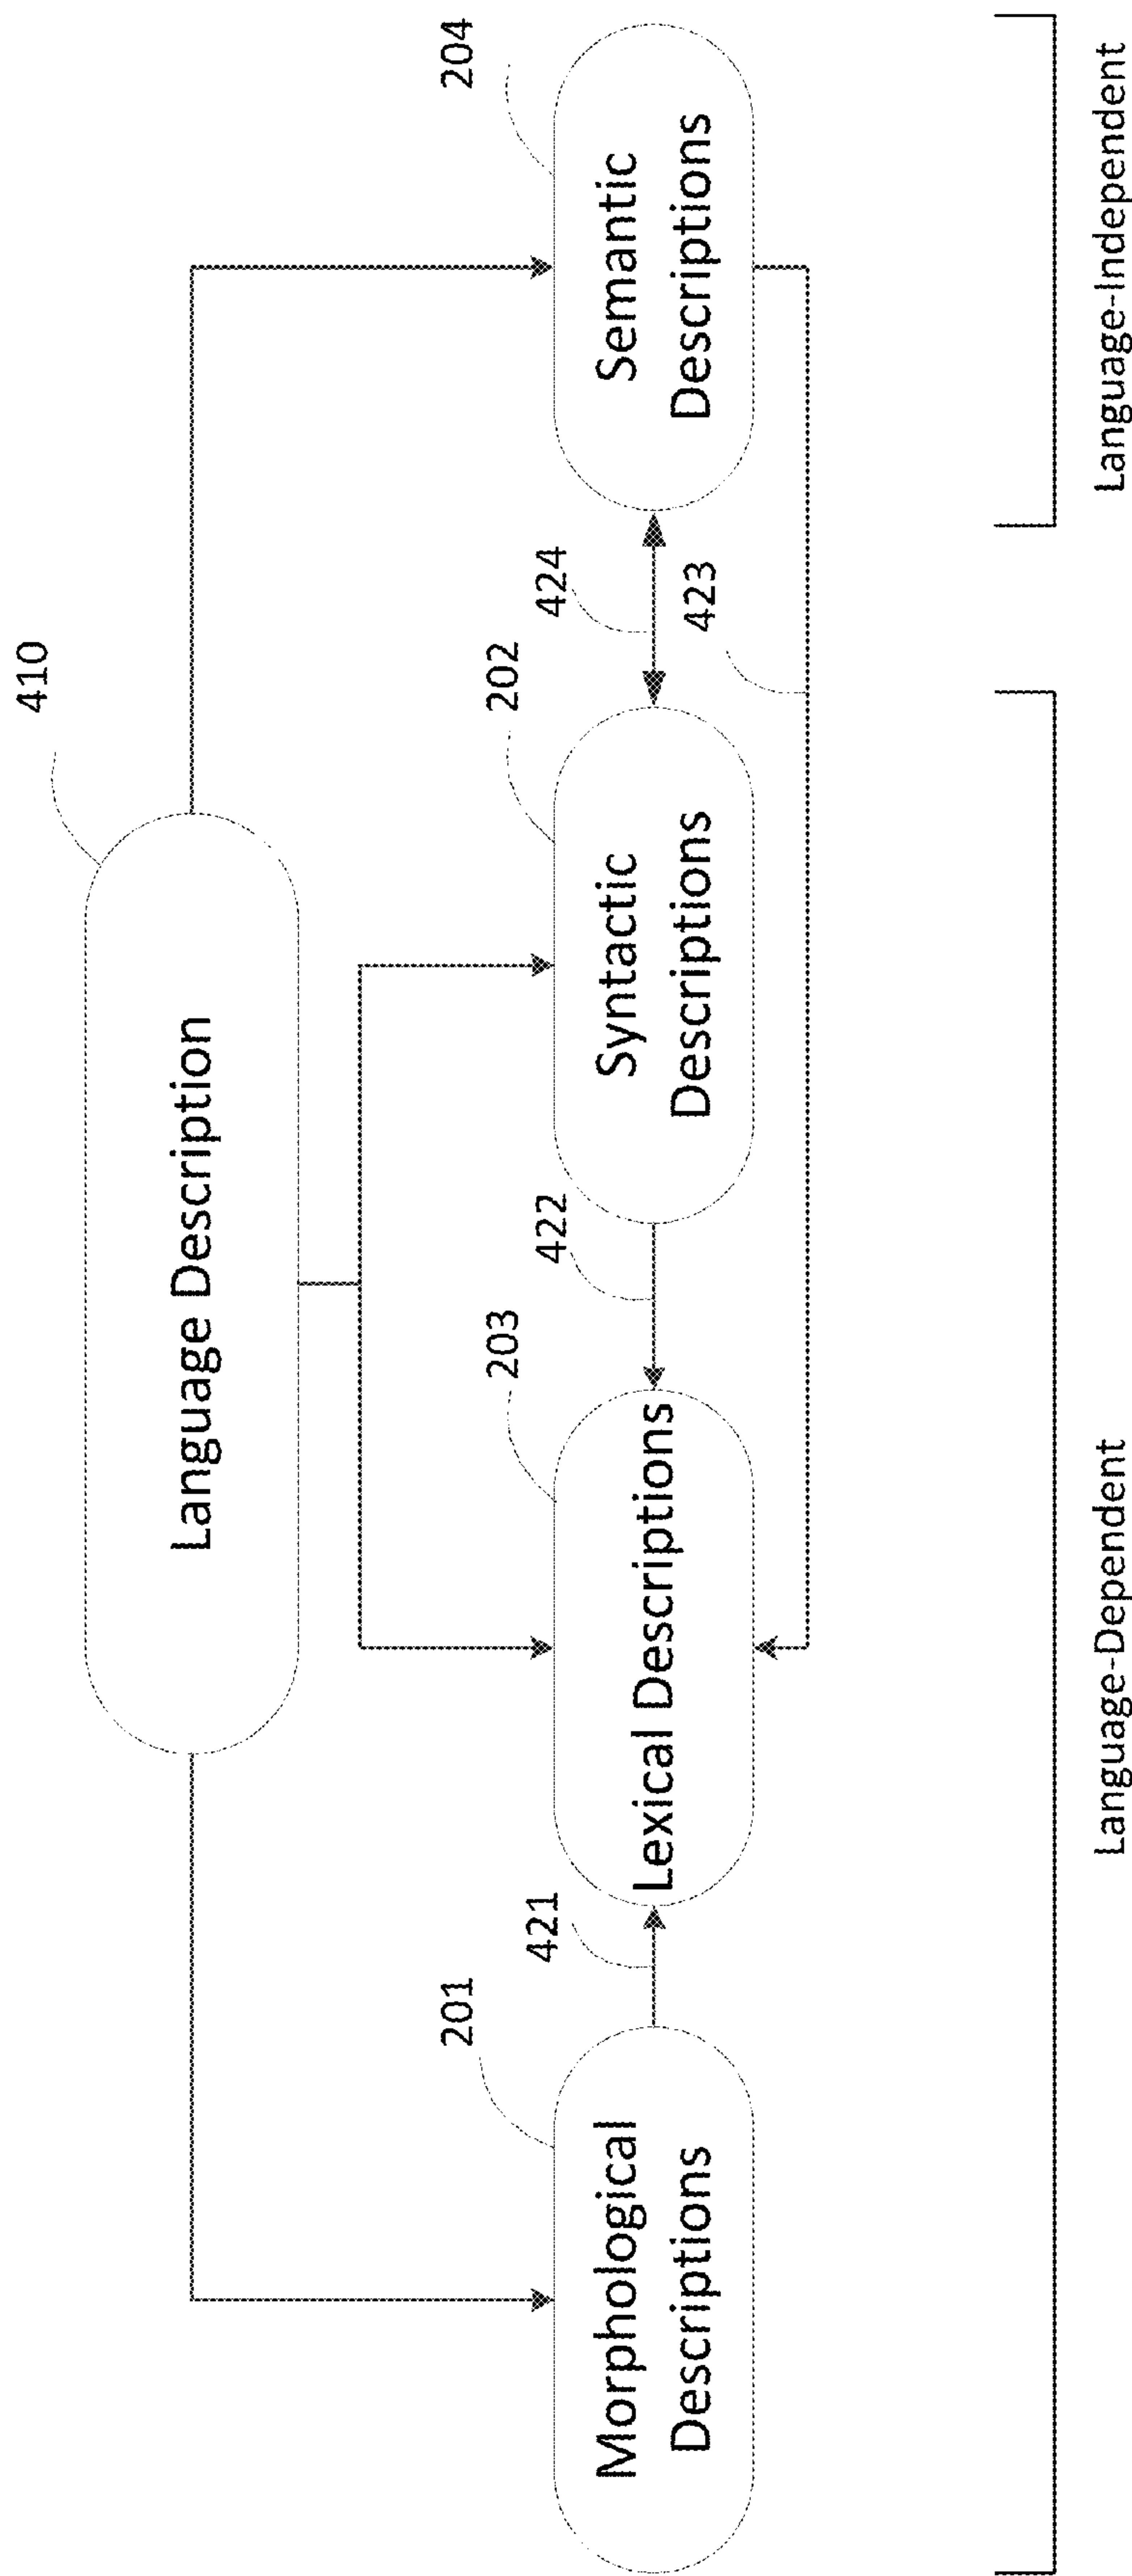 410
Language Description
204
202
203
201
Semantic
Descriptions
Syntactic
Descriptions
Lexical Descriptions
Morphological
Descriptions
424
423
422
421
Language-Independent
Language-Dependent